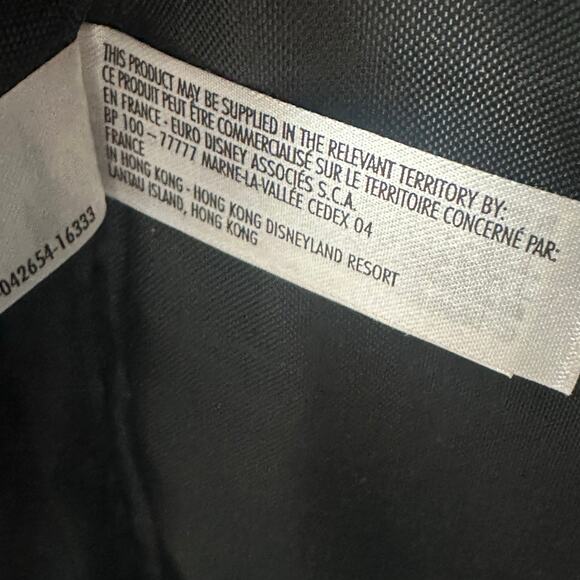 THIS PRODUCT MAY BE SUPPLIED IN THE RELEVANT TERRITORY BY:
CE PRODUIT PEUT ÊTRE COMMERCIALISÉ SUR LE TERRITOIRE CONCERNÉ PAR:
EN FRANCE - EURO DISNEY ASSOCIÉS S.C.A.
BP 100 – 77777 MARNE-LA-VALLÉE CEDEX 04
FRANCE
IN HONG KONG - HONG KONG DISNEYLAND RESORT
LANTAU ISLAND, HONG KONG
042654-16333